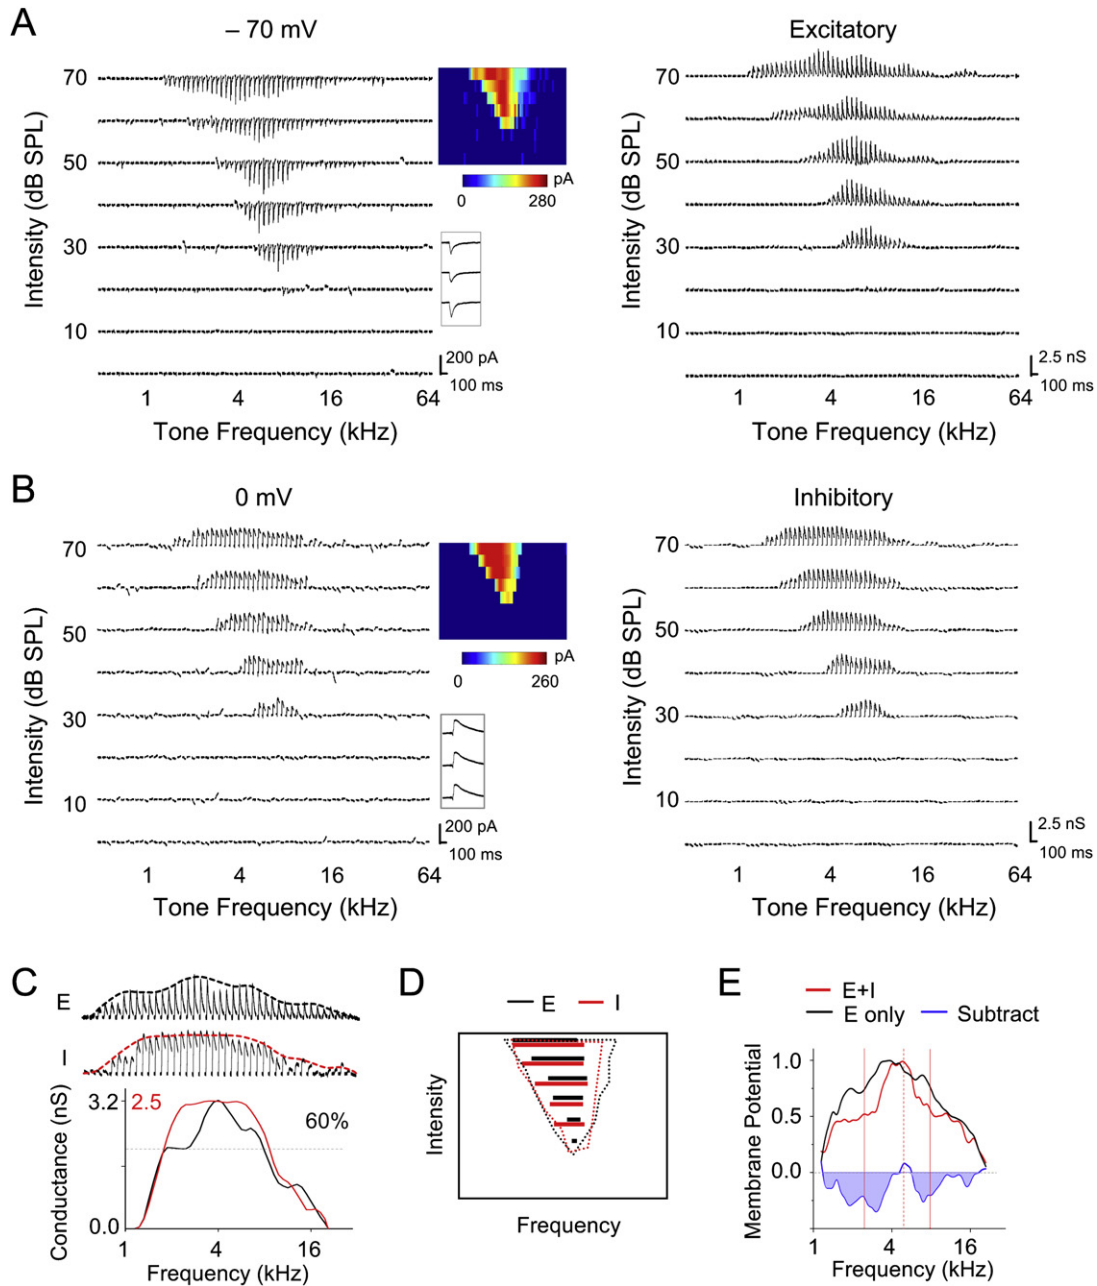 A
– 70 mV
Excitatory
Intensity (dB SPL)
70
50
30
10
pA
0
280
200 pA
100 ms
1
4
16
64
Tone Frequency (kHz)
Intensity (dB SPL)
70
50
30
10
2.5 nS
100 ms
1
4
16
64
Tone Frequency (kHz)
B
0 mV
Inhibitory
Intensity (dB SPL)
70
50
30
10
pA
0
260
200 pA
100 ms
1
4
16
64
Tone Frequency (kHz)
Intensity (dB SPL)
70
50
30
10
2.5 nS
100 ms
1
4
16
64
Tone Frequency (kHz)
C
E
I
Conductance (nS)
3.2
2.5
60%
0.0
1
4
16
Frequency (kHz)
D
E
I
Intensity
Frequency
E
E+I
E only
Subtract
Membrane Potential
1.0
0.5
0.0
1
4
16
Frequency (kHz)